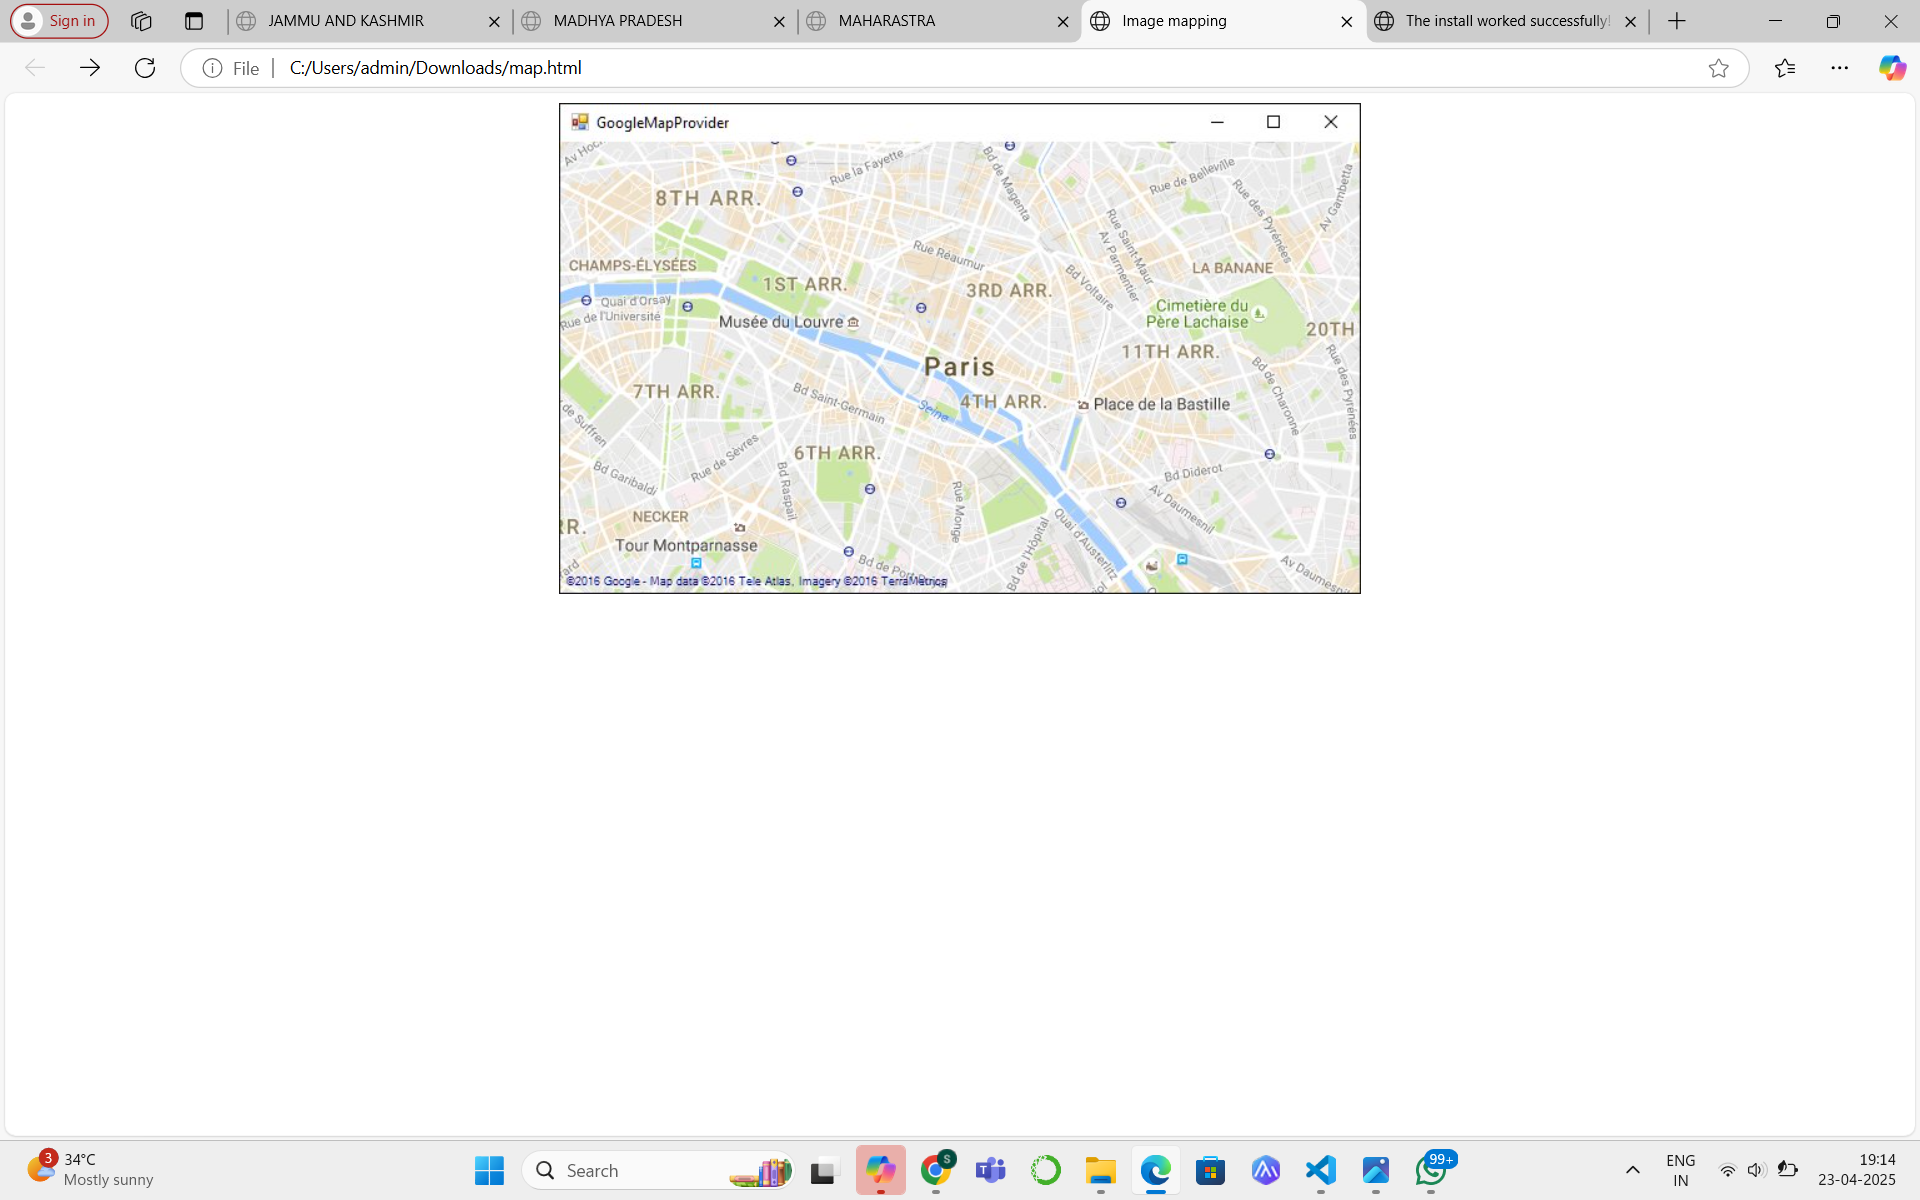 Sign in
JAMMU AND KASHMIR
MADHYA PRADESH
MAHARASTRA
Image mapping
The install worked successfully!
File
C:/Users/admin/Downloads/map.html
GoogleMapProvider
Rue la Fayette
Bd de Magenta
Rue de Belleville
Rue des Pyrénées
Av Gambetta
8TH ARR.
Rue Saint-Maur
Av Parmentier
Rue Réaumur
CHAMPS-ÉLYSÉES
1ST ARR.
3RD ARR.
Bd Voltaire
LA BANANE
Quai d'Orsay
Rue de l'Université
Musée du Louvre
Cimetière du
Père Lachaise
20TH
Paris
11TH ARR.
7TH ARR.
Bd Saint-Germain
Seine
4TH ARR.
Place de la Bastille
Bd de Charonne
Rue des Pyrénées
de Suffren
Rue de Sèvres
6TH ARR.
Bd Garibaldi
Bd Raspail
Rue Monge
Bd Diderot
Av Daumesnil
NECKER
RR.
Tour Montparnasse
Bd de l'Hôpital
Quai d'Austerlitz
Av Daumesnil
©2016 Google - Map data ©2016 Tele Atlas, Imagery ©2016 TerraMetrics
3
34°C
Mostly sunny
Search
S
99+
ENG
IN
19:14
23-04-2025